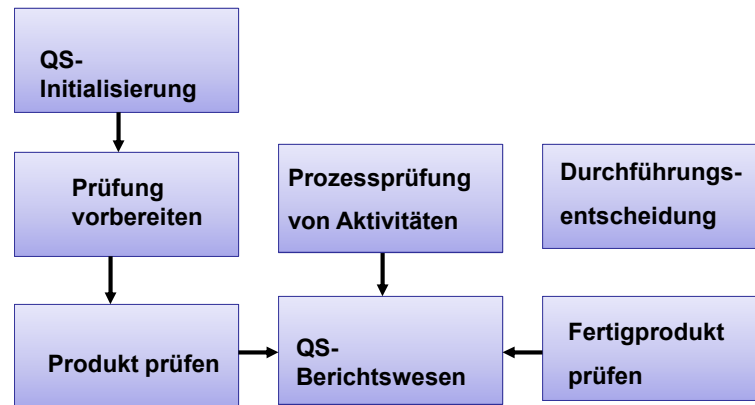 QS-
Initialisierung
Prüfung
vorbereiten
Prozessprüfung
von Aktivitäten
Durchführungs-
entscheidung
Produkt prüfen
QS-
Berichtswesen
Fertigprodukt
prüfen